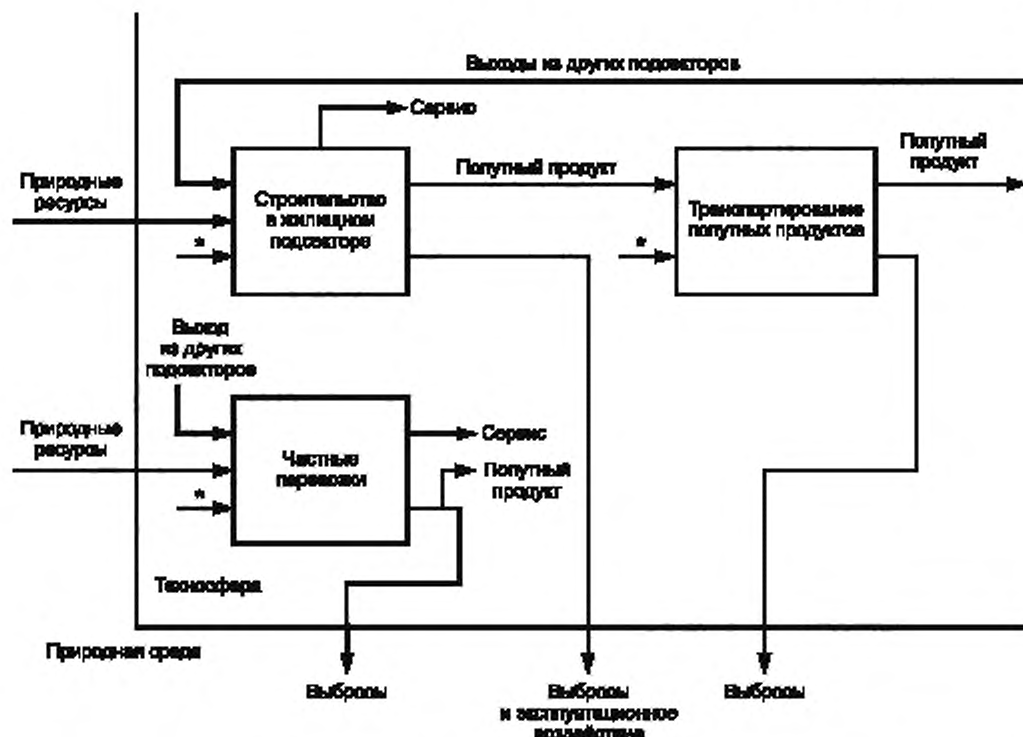 Выходы из других подсекторов
Сервис
Попутный продукт
Попутный
продукт
Природные
ресурсы
Строительство
в жилищном
подсекторе
*
Транспортирование
попутных продуктов
*
Выход
из других
подсекторов
Природные
ресурсы
Частные
перевозки
*
Сервис
Попутный
продукт
Техносфера
Природная среда
Выбросы
Выбросы
и эксплуатационное
воздействие
Выбросы